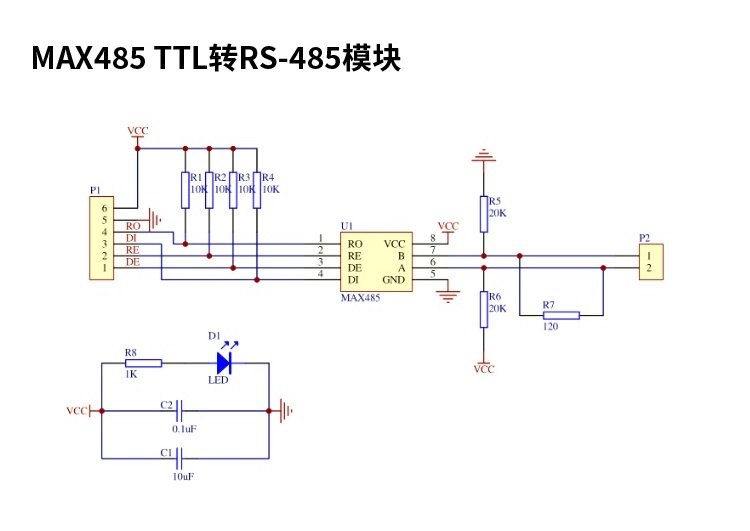 MAX485 TTL转RS-485模块
VCC
P1
R1 R2 R3 R4
10K 10K 10K 10K
6
5
4 RO
3 DI
2 RE
1 DE
U1
1 RO VCC 8 VCC
2 RE B 7
3 DE A 6
4 DI GND 5
MAX485
R5
20K
P2
1
2
R6
20K
R7
120
VCC
D1
R8
1K
LED
VCC
C2
0.1uF
C1
10uF